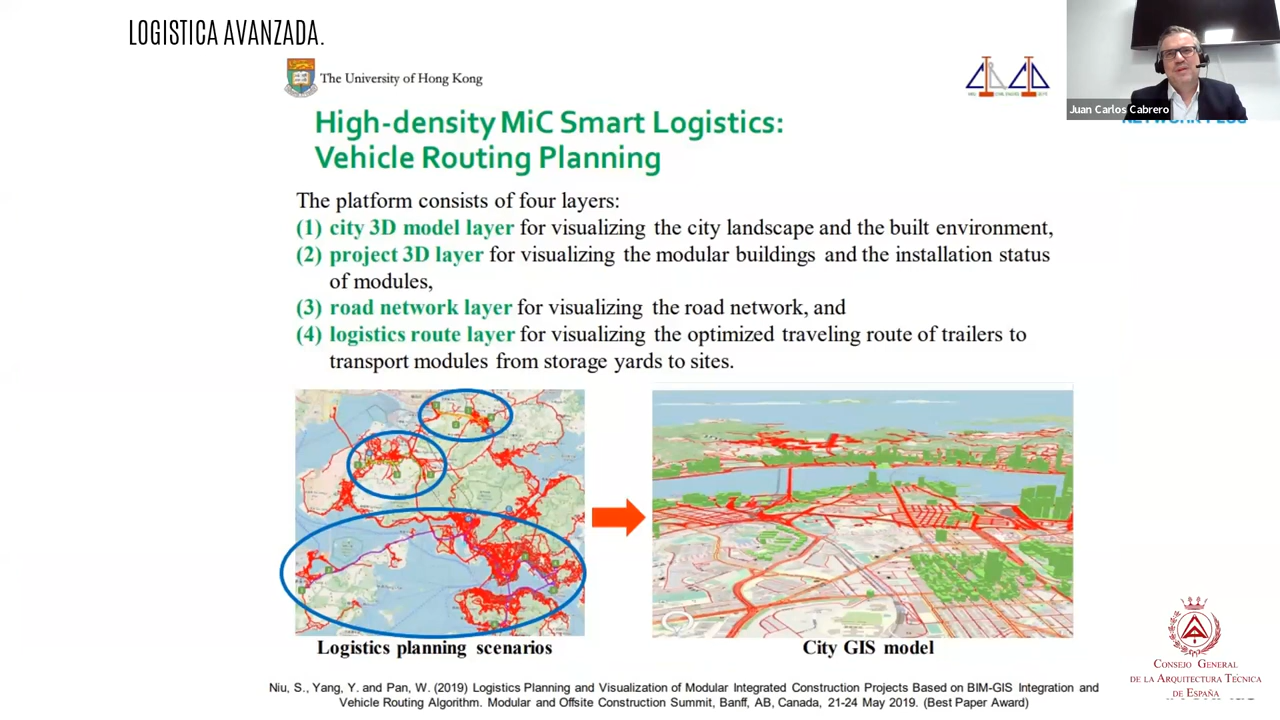 LOGISTICA AVANZADA.
The University of Hong Kong
Juan Carlos Cabrero
High-density MiC Smart Logistics:
Vehicle Routing Planning
The platform consists of four layers:
(1) city 3D model layer for visualizing the city landscape and the built environment,
(2) project 3D layer for visualizing the modular buildings and the installation status
of modules,
(3) road network layer for visualizing the road network, and
(4) logistics route layer for visualizing the optimized traveling route of trailers to
transport modules from storage yards to sites.
Logistics planning scenarios
City GIS model
CONSEJO GENERAL
DE LA ARQUITECTURA TÉCNICA
DE ESPAÑA
Niu, S., Yang, Y. and Pan, W. (2019) Logistics Planning and Visualization of Modular Integrated Construction Projects Based on BIM-GIS Integration and
Vehicle Routing Algorithm. Modular and Offsite Construction Summit, Banff, AB, Canada, 21-24 May 2019. (Best Paper Award)